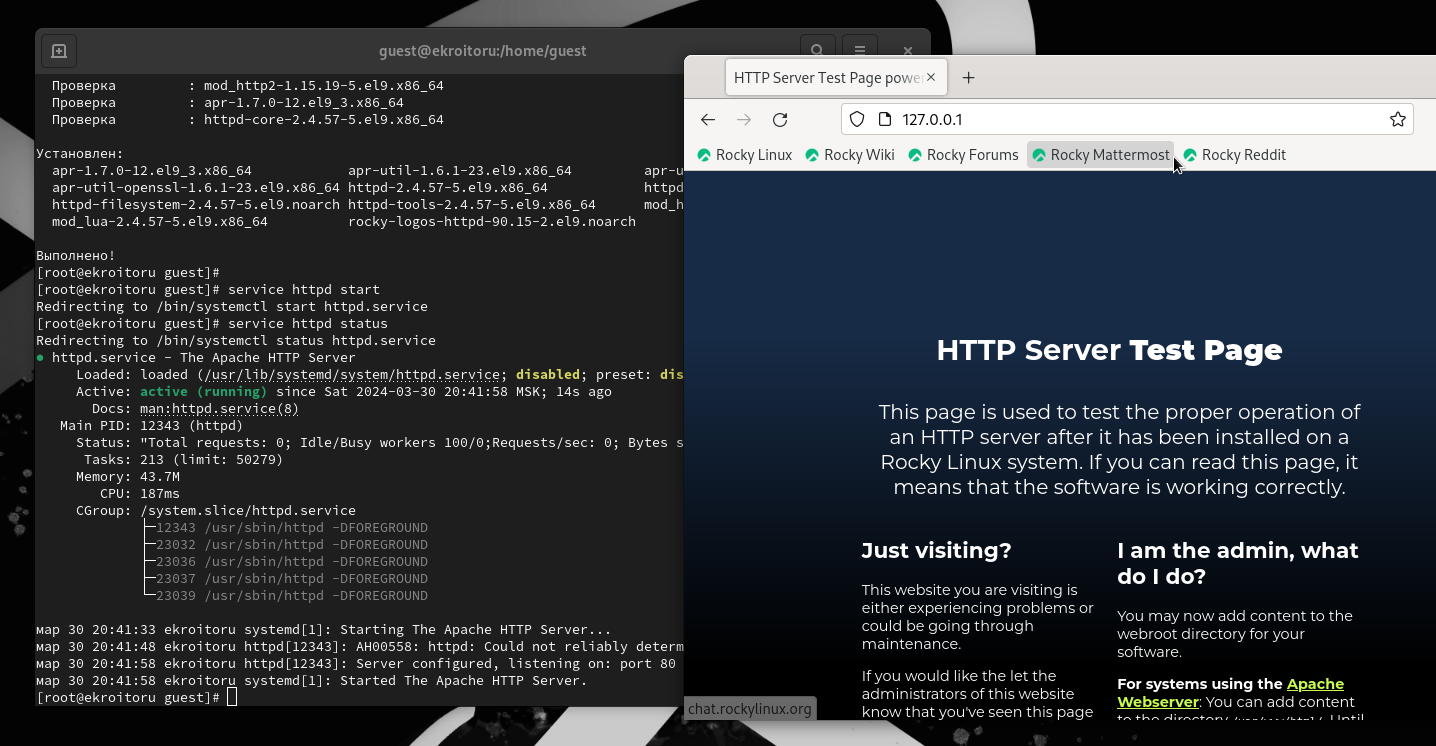 guest@ekroitoru:/home/guest
Проверка : mod_http2-1.15.19-5.el9.x86_64
Проверка : apr-1.7.0-12.el9_3.x86_64
Проверка : httpd-core-2.4.57-5.el9.x86_64
Установлен:
apr-1.7.0-12.el9_3.x86_64 apr-util-1.6.1-23.el9.x86_64 apr-u
apr-util-openssl-1.6.1-23.el9.x86_64 httpd-2.4.57-5.el9.x86_64 httpd
httpd-filesystem-2.4.57-5.el9.noarch httpd-tools-2.4.57-5.el9.x86_64 mod_h
mod_lua-2.4.57-5.el9.x86_64 rocky-logos-httpd-90.15-2.el9.noarch
Выполнено!
[root@ekroitoru guest]#
[root@ekroitoru guest]# service httpd start
Redirecting to /bin/systemctl start httpd.service
[root@ekroitoru guest]# service httpd status
Redirecting to /bin/systemctl status httpd.service
● httpd.service - The Apache HTTP Server
Loaded: loaded (/usr/lib/systemd/system/httpd.service; disabled; preset: dis
Active: active (running) since Sat 2024-03-30 20:41:58 MSK; 14s ago
Docs: man:httpd.service(8)
Main PID: 12343 (httpd)
Status: "Total requests: 0; Idle/Busy workers 100/0;Requests/sec: 0; Bytes s
Tasks: 213 (limit: 50279)
Memory: 43.7M
CPU: 187ms
CGroup: /system.slice/httpd.service
├─12343 /usr/sbin/httpd -DFOREGROUND
├─23032 /usr/sbin/httpd -DFOREGROUND
├─23036 /usr/sbin/httpd -DFOREGROUND
├─23037 /usr/sbin/httpd -DFOREGROUND
└─23039 /usr/sbin/httpd -DFOREGROUND
мар 30 20:41:33 ekroitoru systemd[1]: Starting The Apache HTTP Server...
мар 30 20:41:48 ekroitoru httpd[12343]: AH00558: httpd: Could not reliably determ
мар 30 20:41:58 ekroitoru httpd[12343]: Server configured, listening on: port 80
мар 30 20:41:58 ekroitoru systemd[1]: Started The Apache HTTP Server.
[root@ekroitoru guest]#
HTTP Server Test Page powe
127.0.0.1
Rocky Linux Rocky Wiki Rocky Forums Rocky Mattermost Rocky Reddit
HTTP Server Test Page
This page is used to test the proper operation of
an HTTP server after it has been installed on a
Rocky Linux system. If you can read this page, it
means that the software is working correctly.
Just visiting?
This website you are visiting is
either experiencing problems or
could be going through
maintenance.
If you would like the let the
administrators of this website
know that you've seen this page
I am the admin, what
do I do?
You may now add content to the
webroot directory for your
software.
For systems using the Apache
Webserver: You can add content
to the directory Until
chat.rockylinux.org